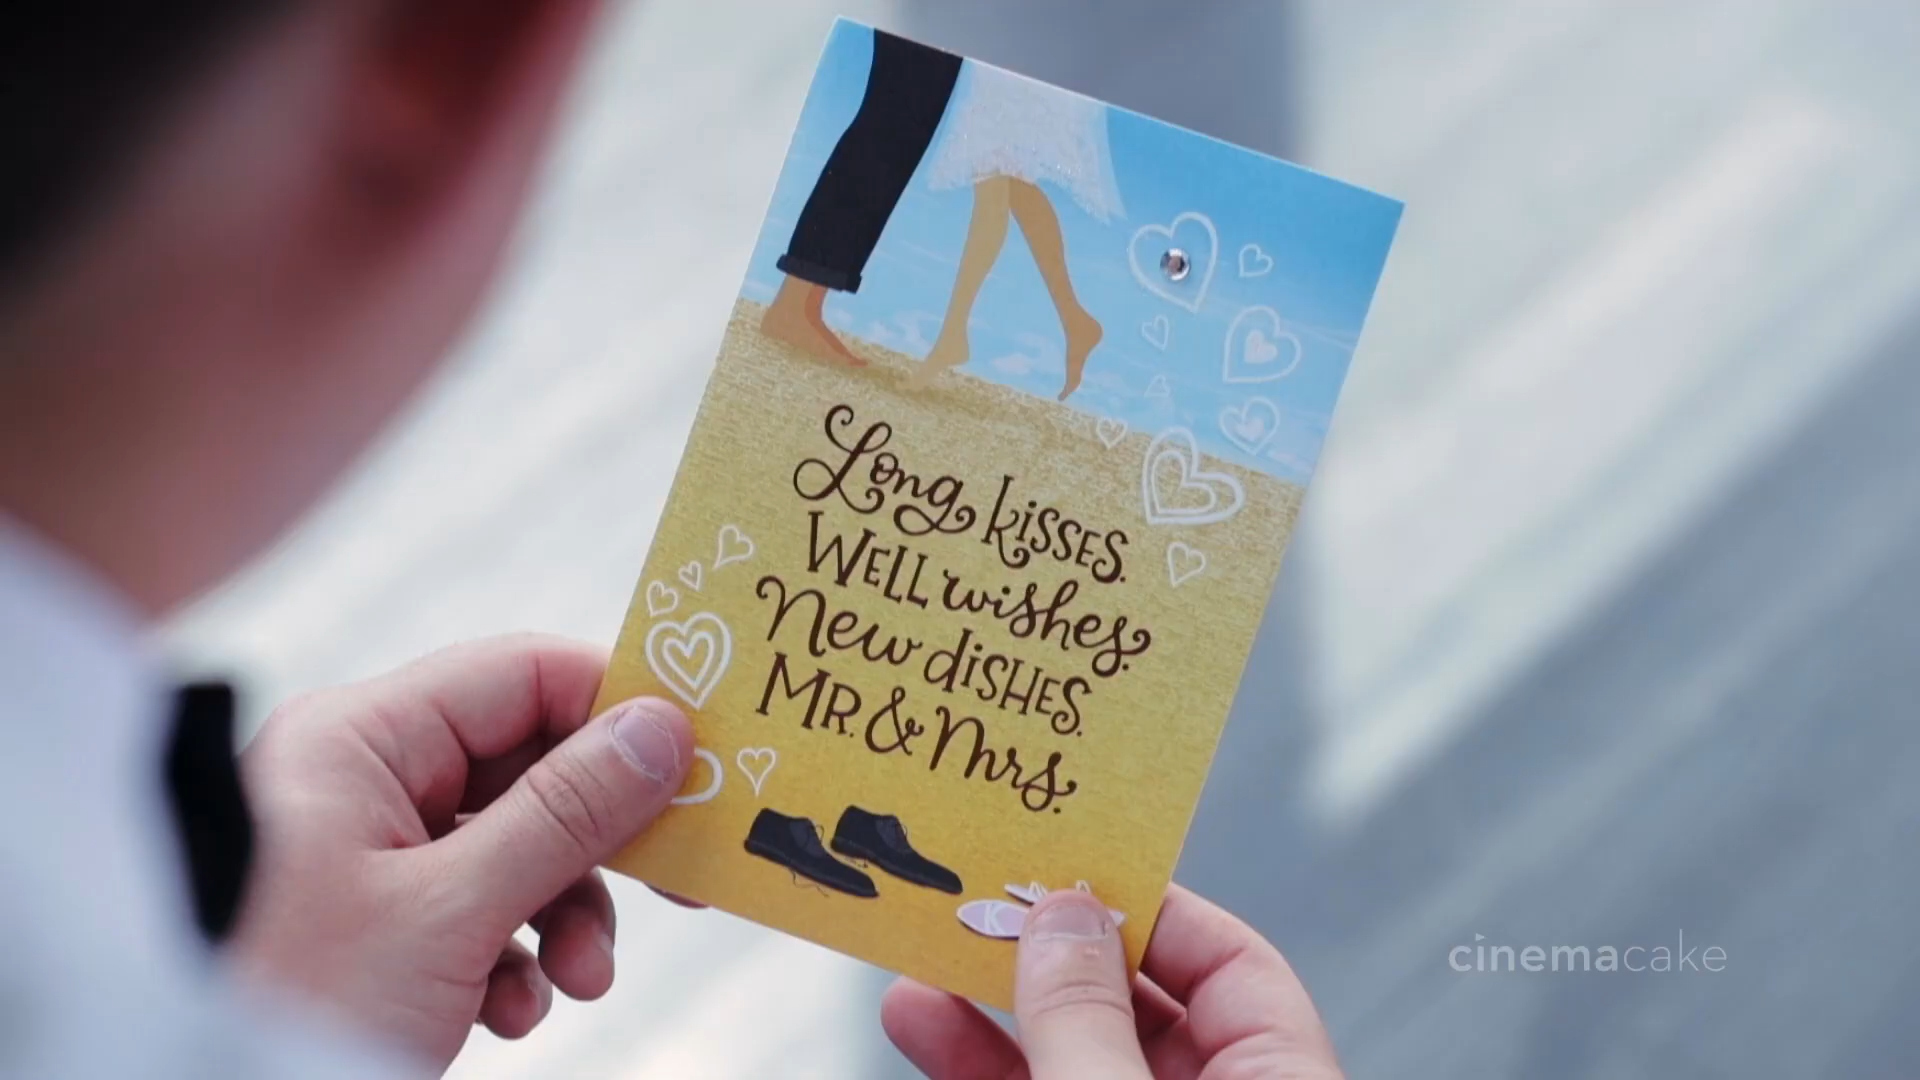 Long kisses.
WELL wishes.
New dishes.
MR. & Mrs.
cinemacake